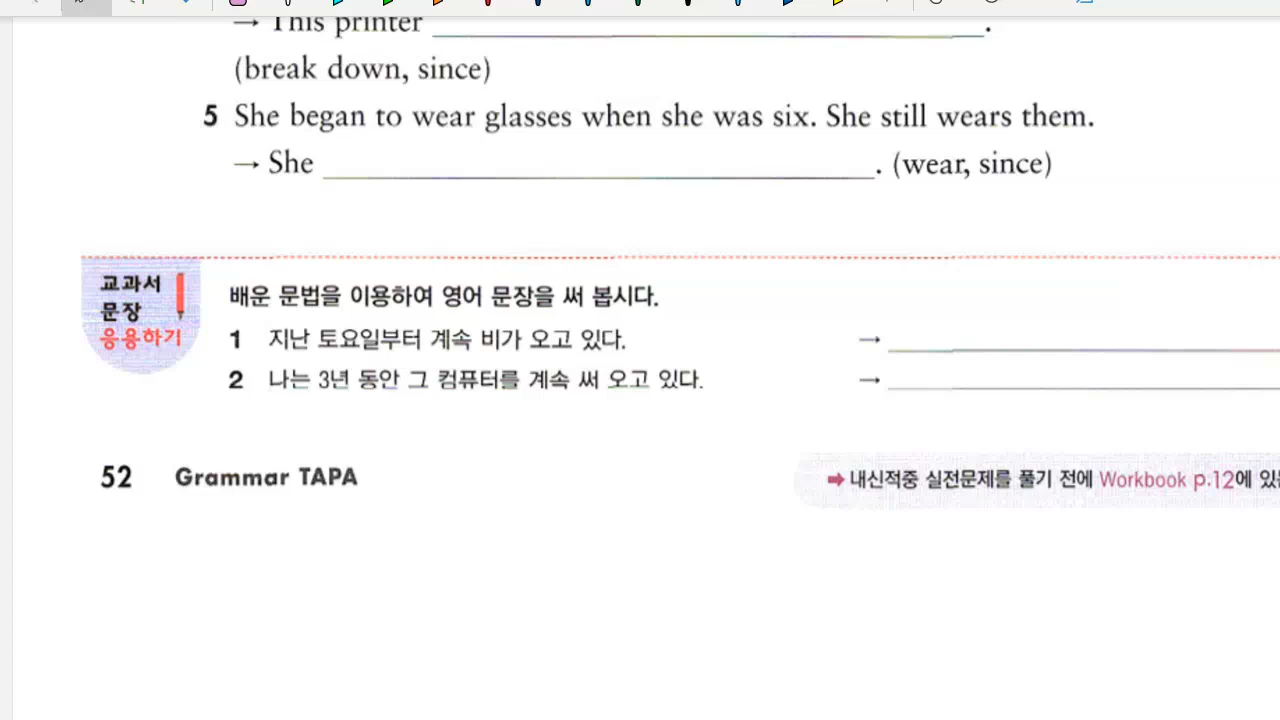 → This printer ____________________.
(break down, since)
5 She began to wear glasses when she was six. She still wears them.
→ She ____________________. (wear, since)
교과서
문장
응용하기
배운 문법을 이용하여 영어 문장을 써 봅시다.
1 지난 토요일부터 계속 비가 오고 있다. → ____________________
2 나는 3년 동안 그 컴퓨터를 계속 써 오고 있다. → ____________________
52 Grammar TAPA
➡ 내신적중 실전문제를 풀기 전에 Workbook p.12에